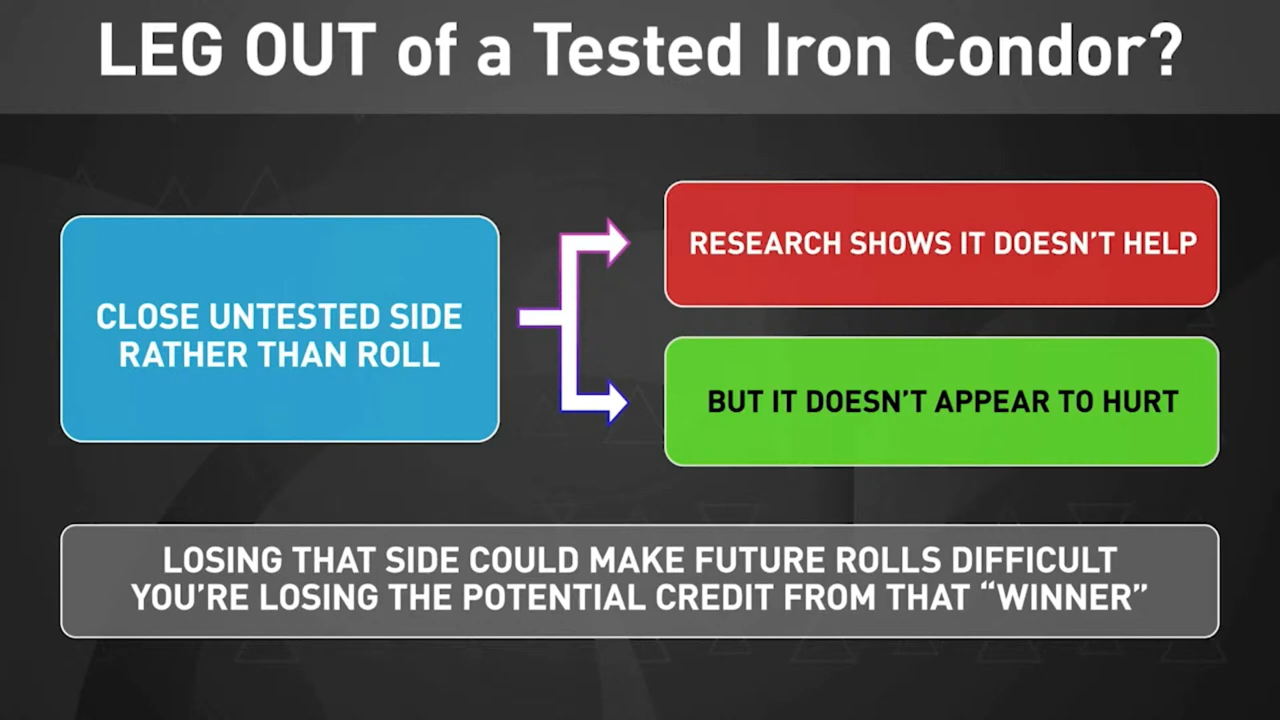 LEG OUT of a Tested Iron Condor?
CLOSE UNTESTED SIDE
RATHER THAN ROLL
RESEARCH SHOWS IT DOESN'T HELP
BUT IT DOESN'T APPEAR TO HURT
LOSING THAT SIDE COULD MAKE FUTURE ROLLS DIFFICULT
YOU'RE LOSING THE POTENTIAL CREDIT FROM THAT “WINNER”